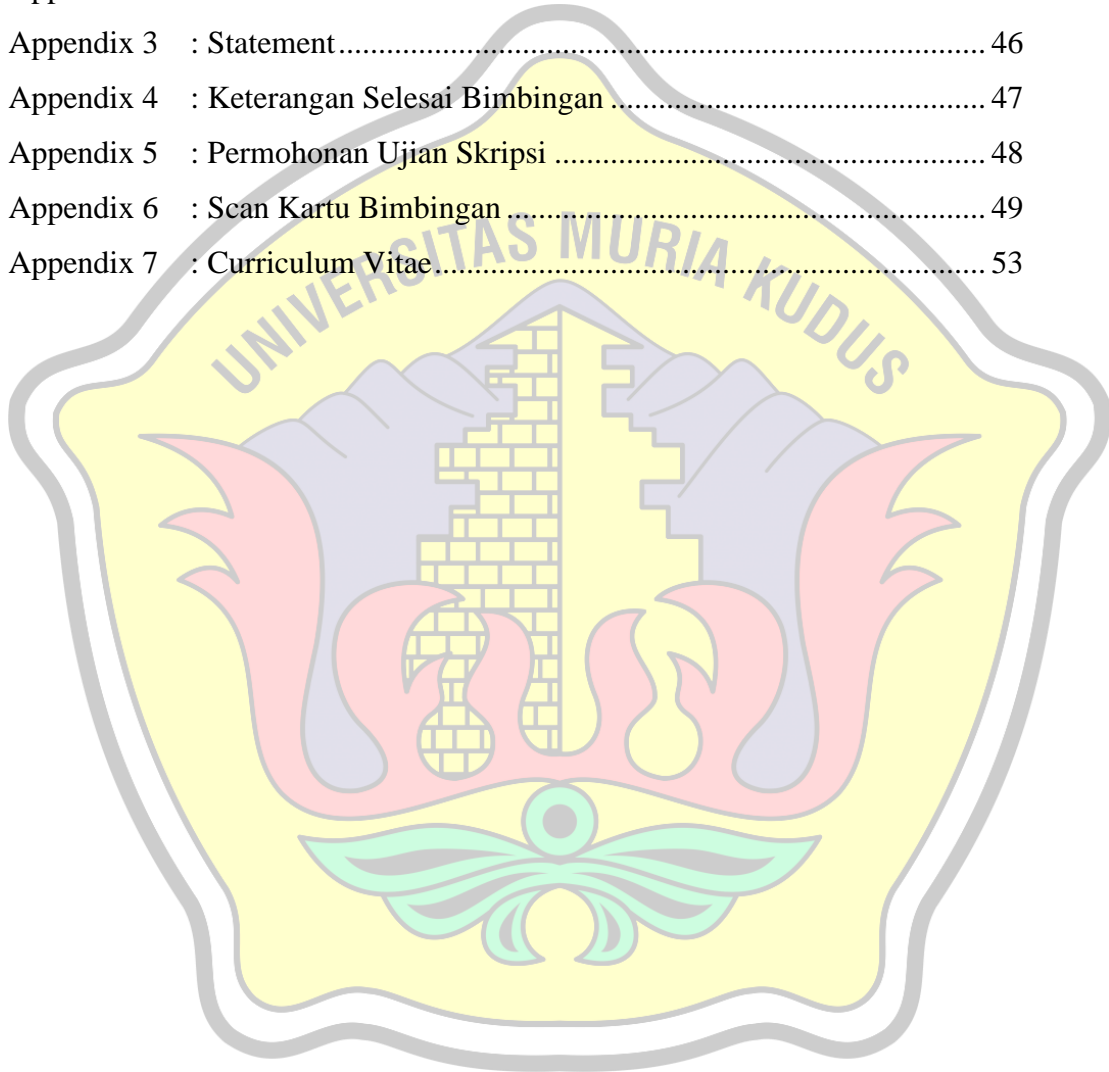 Appendix 3 : Statement................................................................................ 46
Appendix 4 : Keterangan Selesai Bimbingan .............................................. 47
Appendix 5 : Permohonan Ujian Skripsi ..................................................... 48
Appendix 6 : Scan Kartu Bimbingan ........................................................... 49
Appendix 7 : Curriculum Vitae.................................................................... 53
UNIVERSITAS MURIA KUDUS